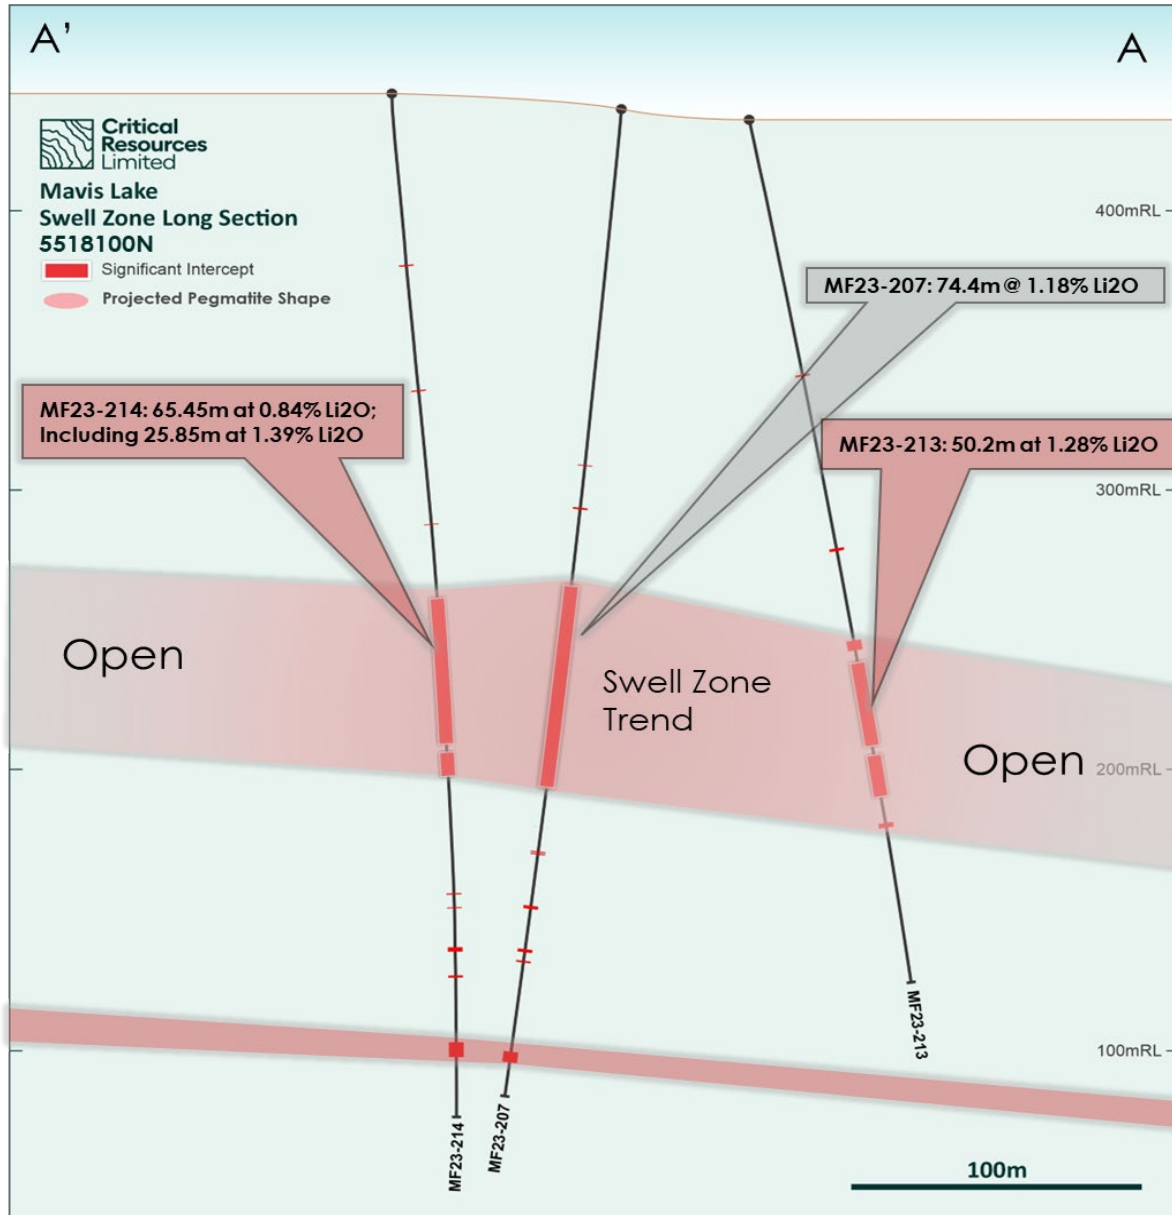 A’
A
Critical
Resources
Limited
Mavis Lake
Swell Zone Long Section
5518100N
Significant Intercept
Projected Pegmatite Shape
400mRL
MF23-207: 74.4m @ 1.18% Li2O
MF23-214: 65.45m at 0.84% Li2O;
Including 25.85m at 1.39% Li2O
MF23-213: 50.2m at 1.28% Li2O
300mRL
Open
Swell Zone
Trend
Open
200mRL
MF23-213
100mRL
MF23-214
MF23-207
100m